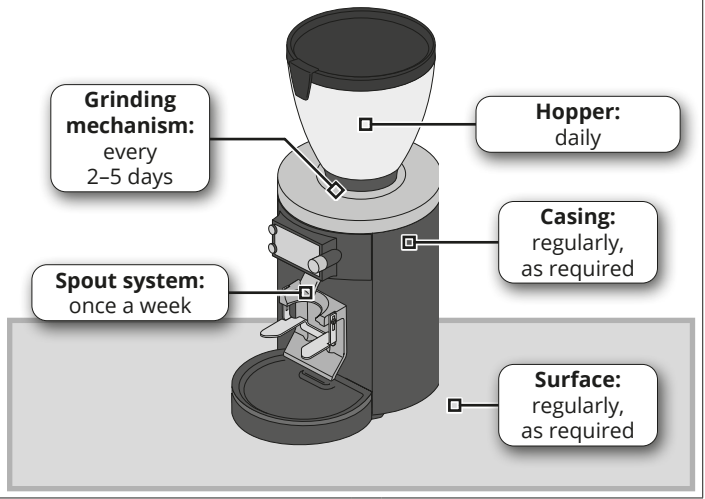 Grinding
mechanism:
every
2–5 days
Hopper:
daily
Casing:
regularly,
as required
Spout system:
once a week
Surface:
regularly,
as required